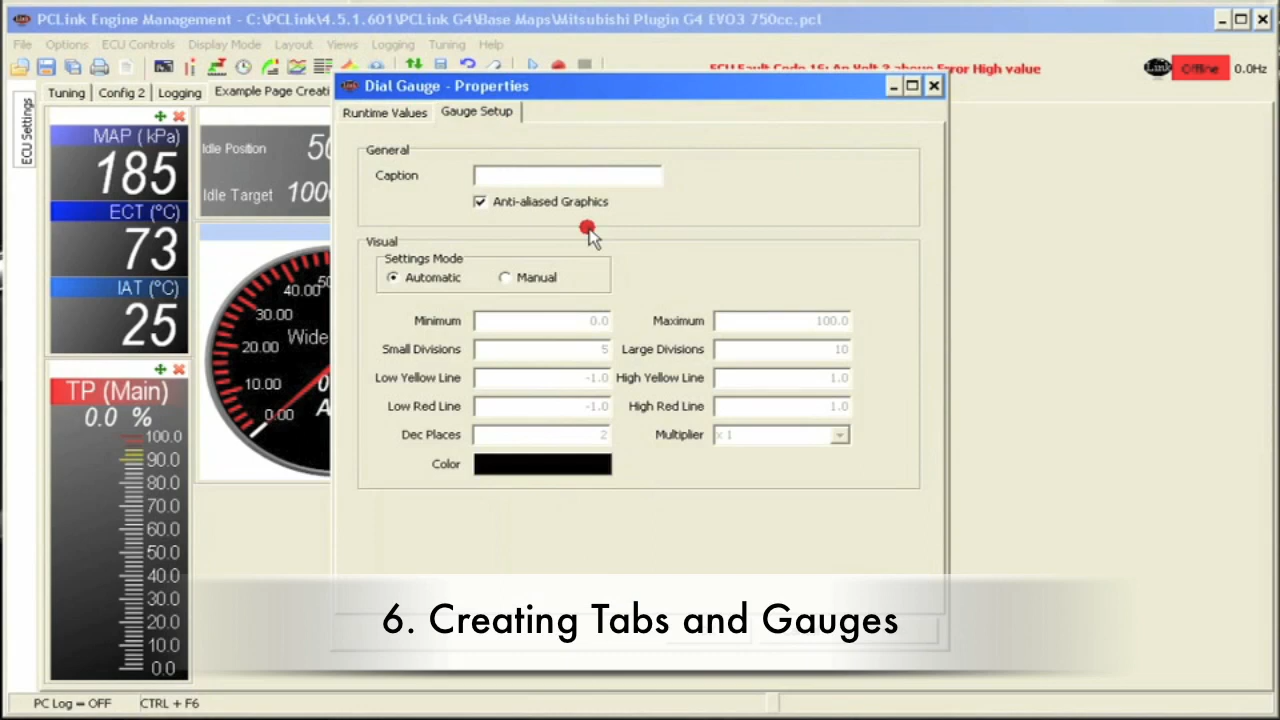 PCLink Engine Management - C:\PCLink\4.5.1.601\PCLink G4\Base Maps\Mitsubishi Plugin G4 EVO3 750cc.pcl
File Options ECU Controls Display Mode Layout Views Logging Tuning Help
Link Offline 0.0Hz
Tuning Config 2 Logging Example Page Creati
ECU Settings
MAP ( kPa)
185
ECT (°C)
73
IAT (°C)
25
TP (Main)
0.0 %
100.0
90.0
80.0
70.0
60.0
50.0
40.0
30.0
20.0
10.0
0.0
Idle Position 50
Idle Target 1000
50
40.00
30.00
20.00
10.00
0.00
Wide
0
A
Dial Gauge - Properties
Runtime Values Gauge Setup
General
Caption
Anti-aliased Graphics
Visual
Settings Mode
Automatic Manual
Minimum 0.0 Maximum 100.0
Small Divisions 5 Large Divisions 10
Low Yellow Line -1.0 High Yellow Line 1.0
Low Red Line -1.0 High Red Line 1.0
Dec Places 2 Multiplier x 1
Color
6. Creating Tabs and Gauges
PC Log = OFF CTRL + F6